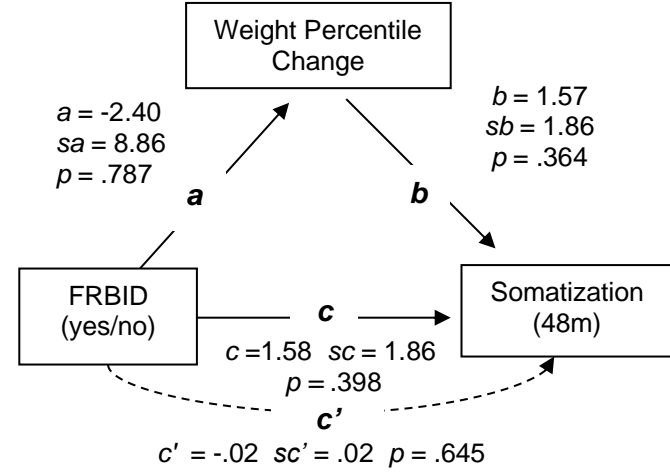 Weight Percentile
Change
a = -2.40
sa = 8.86
p = .787
b = 1.57
sb = 1.86
p = .364
a
b
FRBID
(yes/no)
Somatization
(48m)
c
c =1.58 sc = 1.86
p = .398
c'
c' = -.02 sc' = .02 p = .645